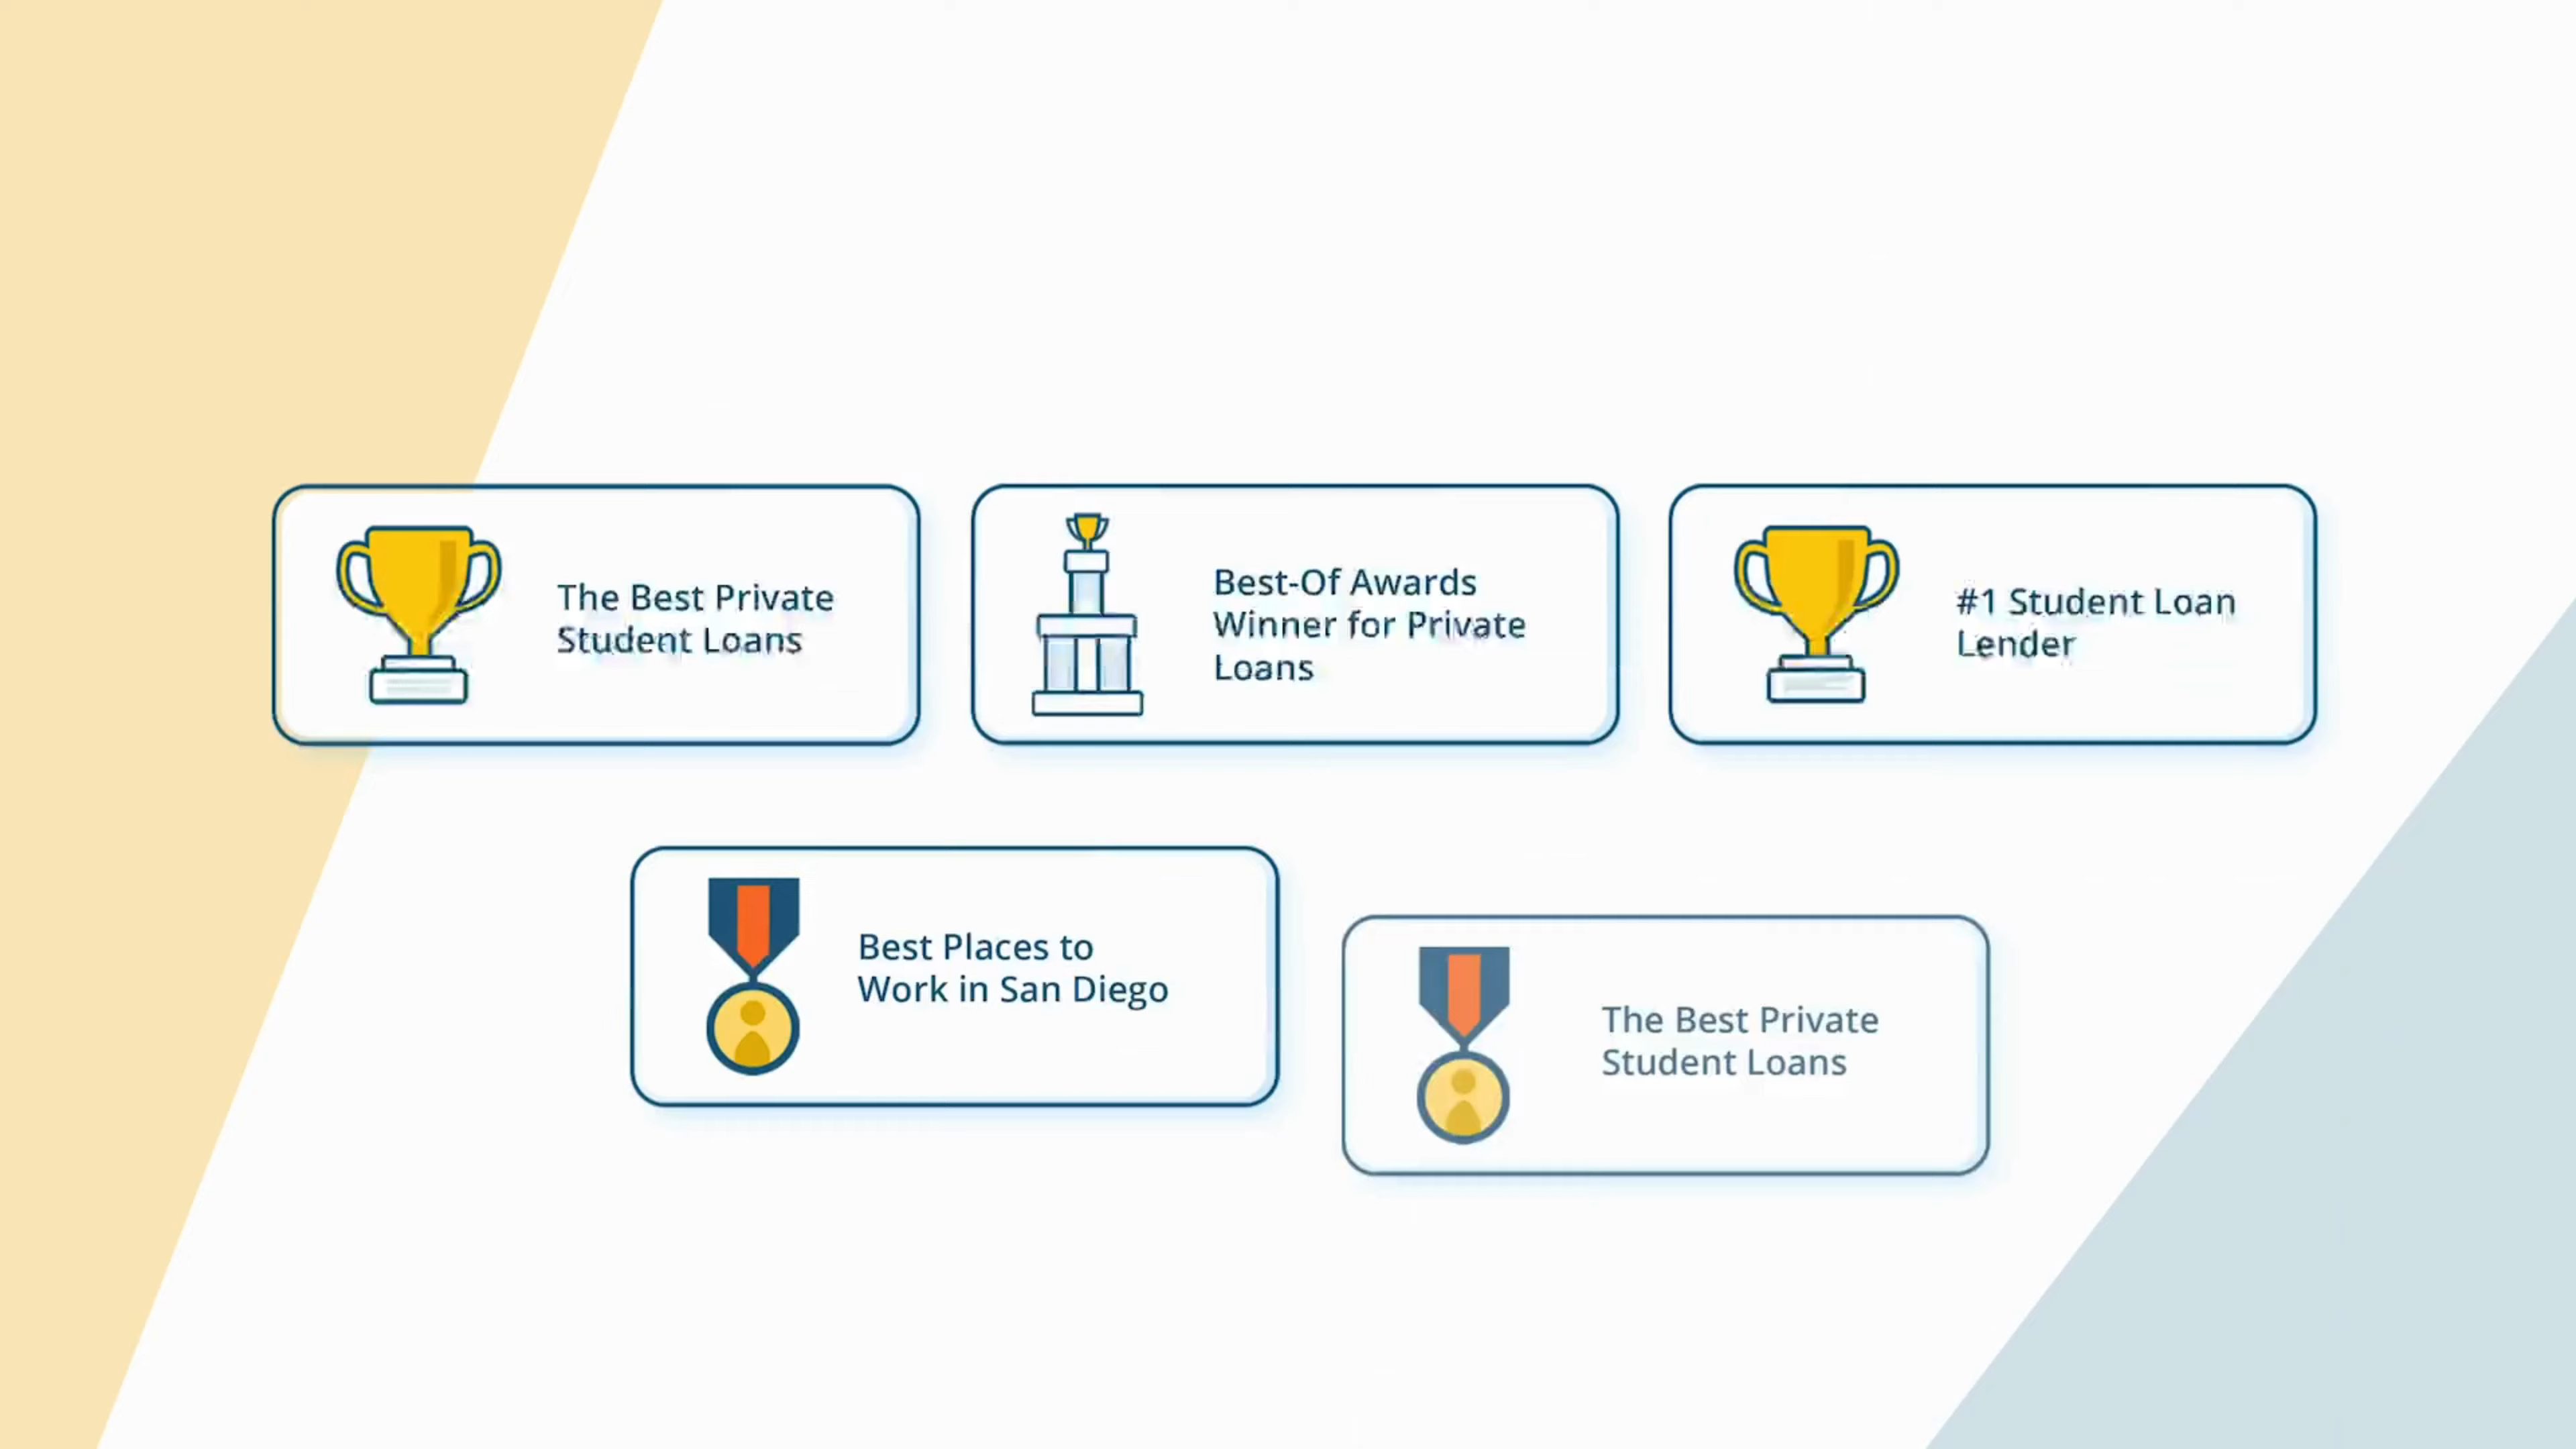 The Best Private
Student Loans
Best-Of Awards
Winner for Private
Loans
#1 Student Loan
Lender
Best Places to
Work in San Diego
The Best Private
Student Loans